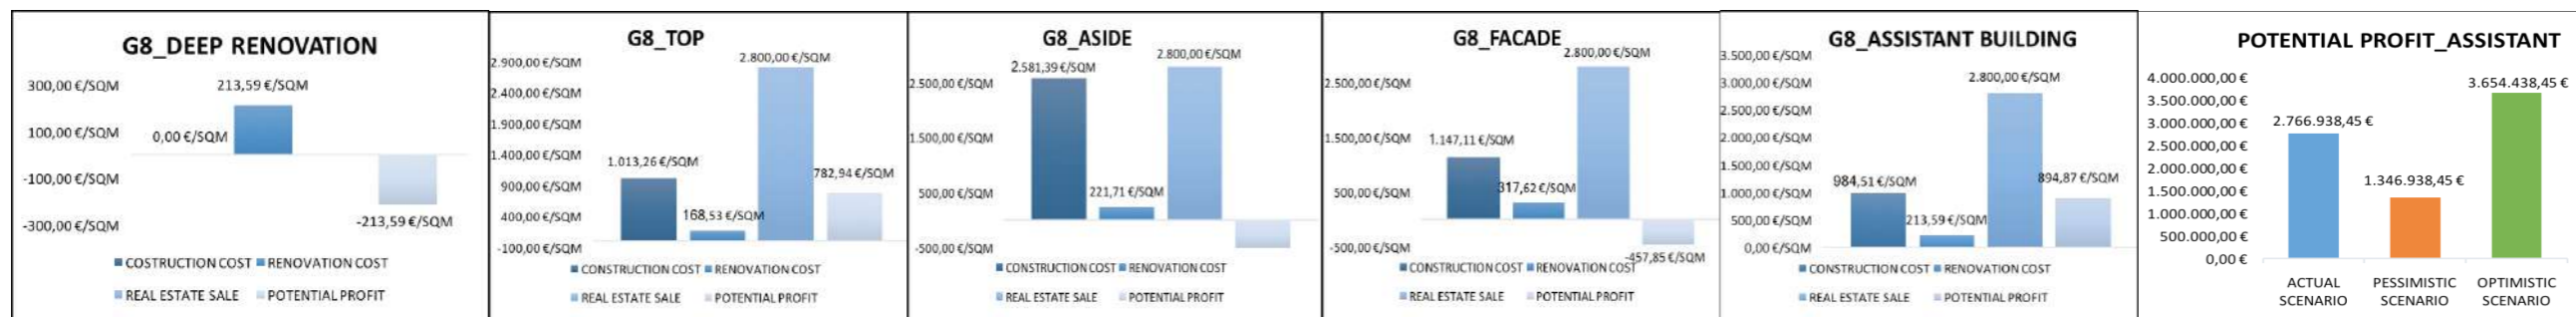 G8_DEEP RENOVATION
300,00 €/SQM
100,00 €/SQM
-100,00 €/SQM
-300,00 €/SQM
0,00 €/SQM
213,59 €/SQM
-213,59 €/SQM
COSTRUCTION COST RENOVATION COST
REAL ESTATE SALE POTENTIAL PROFIT
G8_TOP
2.900,00 €/SQM
2.400,00 €/SQM
1.900,00 €/SQM
1.400,00 €/SQM
900,00 €/SQM
400,00 €/SQM
-100,00 €/SQM
1.013,26 €/SQM
168,53 €/SQM
2.800,00 €/SQM
782,94 €/SQM
CONSTRUCTION COST RENOVATION COST
REAL ESTATE SALE POTENTIAL PROFIT
G8_ASIDE
2.500,00 €/SQM
1.500,00 €/SQM
500,00 €/SQM
-500,00 €/SQM
2.581,39 €/SQM
221,71 €/SQM
2.800,00 €/SQM
CONSTRUCTION COST RENOVATION COST
REAL ESTATE SALE POTENTIAL PROFIT
G8_FACADE
2.500,00 €/SQM
1.500,00 €/SQM
500,00 €/SQM
-500,00 €/SQM
1.147,11 €/SQM
317,62 €/SQM
2.800,00 €/SQM
-457,85 €/SQM
CONSTRUCTION COST RENOVATION COST
REAL ESTATE SALE POTENTIAL PROFIT
G8_ASSISTANT BUILDING
3.500,00 €/SQM
3.000,00 €/SQM
2.500,00 €/SQM
2.000,00 €/SQM
1.500,00 €/SQM
1.000,00 €/SQM
500,00 €/SQM
0,00 €/SQM
984,51 €/SQM
213,59 €/SQM
2.800,00 €/SQM
894,87 €/SQM
CONSTRUCTION COST RENOVATION COST
REAL ESTATE SALE POTENTIAL PROFIT
POTENTIAL PROFIT_ASSISTANT
4.000.000,00 €
3.500.000,00 €
3.000.000,00 €
2.500.000,00 €
2.000.000,00 €
1.500.000,00 €
1.000.000,00 €
500.000,00 €
0,00 €
2.766.938,45 €
1.346.938,45 €
3.654.438,45 €
ACTUAL SCENARIO
PESSIMISTIC SCENARIO
OPTIMISTIC SCENARIO